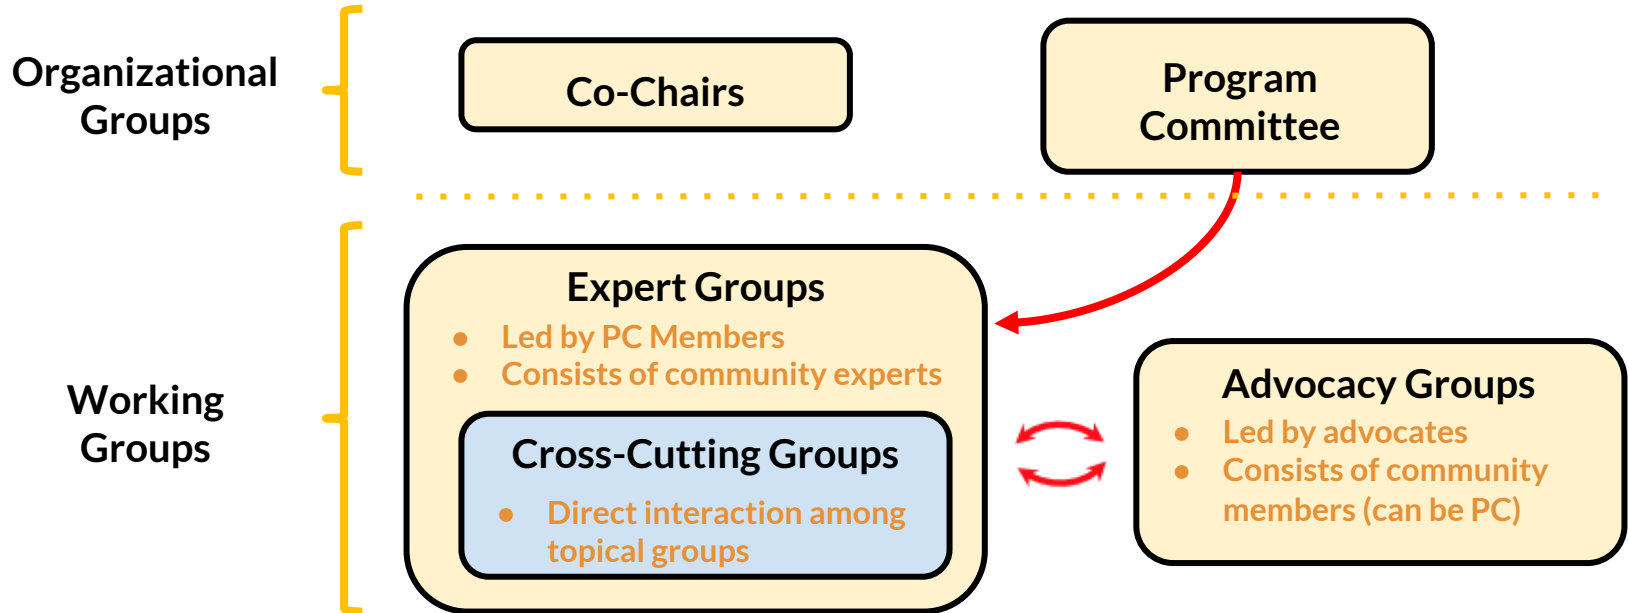 Organizational
Groups
Co-Chairs
Program
Committee
Working
Groups
Expert Groups
● Led by PC Members
● Consists of community experts
Cross-Cutting Groups
● Direct interaction among
topical groups
Advocacy Groups
● Led by advocates
● Consists of community
members (can be PC)